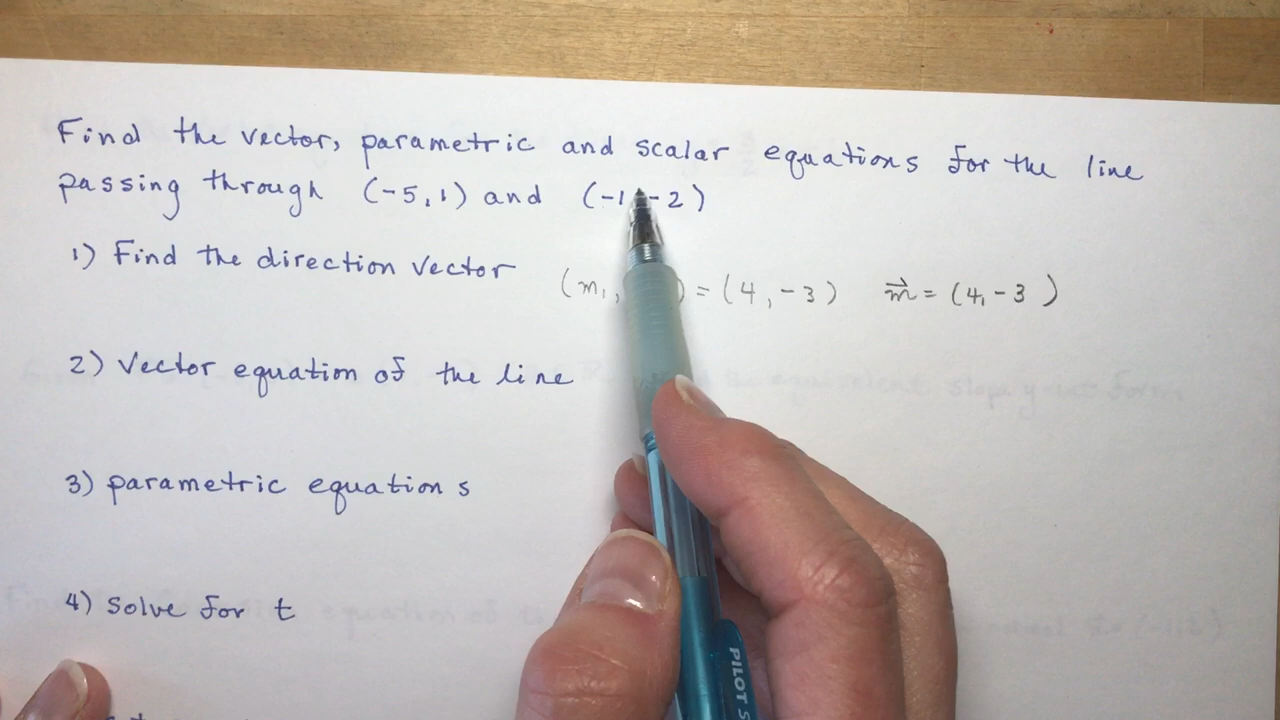 Find the vector, parametric and scalar equations for the line
passing through (-5,1) and (-1 -2)
1) Find the direction vector (m₁, ) = (4, -3) m⃗ = (4, -3)
2) Vector equation of the line
3) parametric equations
4) Solve for t
PILOT S